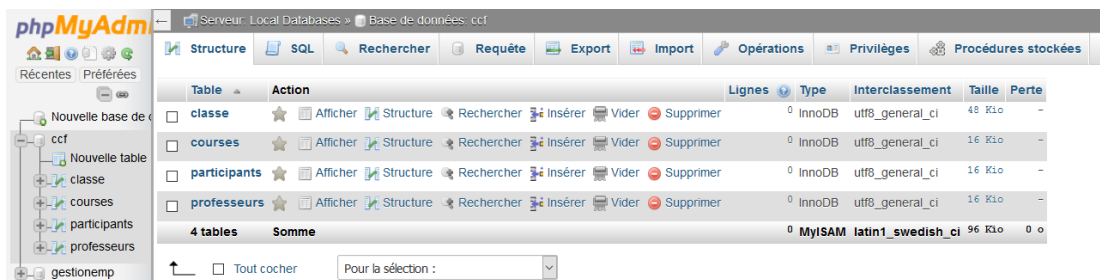 phpMyAdmi
Récentes Préférées
Nouvelle base de
ccf
Nouvelle table
classe
courses
participants
professeurs
gestionemp
Serveur: Local Databases » Base de données: ccf
Structure SQL Rechercher Requête Export Import Opérations Privilèges Procédures stockées
Table Action Lignes Type Interclassement Taille Perte
classe Afficher Structure Rechercher Insérer Vider Supprimer 0 InnoDB utf8_general_ci 48 Kio -
courses Afficher Structure Rechercher Insérer Vider Supprimer 0 InnoDB utf8_general_ci 16 Kio -
participants Afficher Structure Rechercher Insérer Vider Supprimer 0 InnoDB utf8_general_ci 16 Kio -
professeurs Afficher Structure Rechercher Insérer Vider Supprimer 0 InnoDB utf8_general_ci 16 Kio -
4 tables Somme 0 MyISAM latin1_swedish_ci 96 Kio 0 o
Tout cocher Pour la sélection :